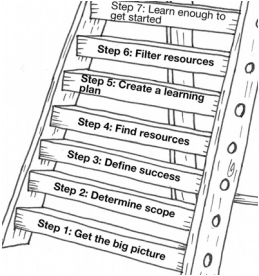 Step 7: Learn enough to
get started
Step 6: Filter resources
Step 5: Create a learning
plan
Step 4: Find resources
Step 3: Define success
Step 2: Determine scope
Step 1: Get the big picture